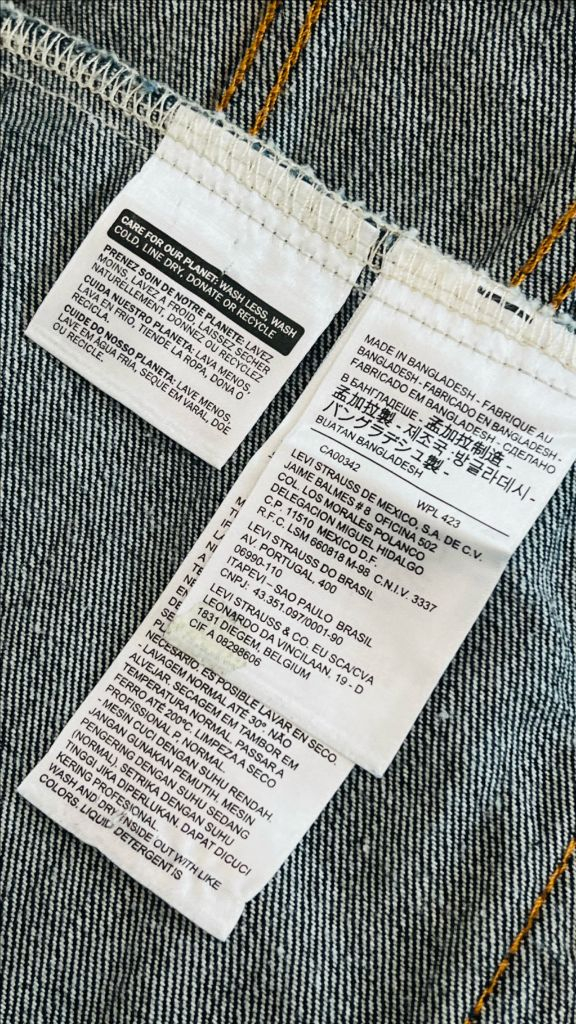 CARE FOR OUR PLANET: WASH LESS, WASH
COLD, LINE DRY, DONATE OR RECYCLE
PRENEZ SOIN DE NOTRE PLANETE: LAVEZ
MOINS, LAVEZ A FROID, LAISSEZ SECHER
NATURELLEMENT, DONNEZ OU RECYCLEZ
CUIDA NUESTRO PLANETA: LAVA MENOS,
LAVA EN FRIO, TIENDE LA ROPA, DONA O
RECICLA.
CUIDE DO NOSSO PLANETA: LAVE MENOS,
LAVE EM AGUA FRIA, SEQUE EM VARAL, DOE
OU RECICLE.
MADE IN BANGLADESH - FABRIQUE AU
BANGLADESH - FABRICADO EN BANGLADESH -
FABRICADO EM BANGLADESH - СДЕЛАНО
В БАНГЛАДЕШЕ - 孟加拉制造 -
孟加拉製 - 제조국 : 방글라데시 -
バングラデシュ製 -
BUATAN BANGLADESH
CA00342 WPL 423
LEVI STRAUSS DE MEXICO, S.A. DE C.V.
JAIME BALMES # 8 OFICINA 502
COL. LOS MORALES POLANCO
DELEGACION MIGUEL HIDALGO
C.P. 11510 MEXICO D.F.
R.F.C. LSM 660818 M-98 C.N.I.V. 3337
LEVI STRAUSS DO BRASIL
AV. PORTUGAL, 400
06980-110
ITAPEVI - SAO PAULO BRASIL
CNPJ: 43.351.097/0001-90
LEVI STRAUSS & CO. EU SCA/CVA
LEONARDO DA VINCILAAN, 19 - D
1831 DIEGEM, BELGIUM
CIF A 08298606
NECESARIO, ES POSIBLE LAVAR EN SECO.
- LAVAGEM NORMAL ATÉ 30°. NÃO
ALVEJAR. SECAGEM EM TAMBOR EM
TEMPERATURA NORMAL. PASSAR A
FERRO ATÉ 200°C. LIMPEZA A SECO
PROFISSIONAL P. NORMAL.
- MESIN CUCI DENGAN SUHU RENDAH.
JANGAN GUNAKAN PEMUTIH. MESIN
PENGERING DENGAN SUHU SEDANG
(NORMAL). SETRIKA DENGAN SUHU
TINGGI JIKA DIPERLUKAN. DAPAT DICUCI
KERING PROFESSIONAL.
WASH AND DRY INSIDE OUT WITH LIKE
COLORS. LIQUID DETERGENT IS